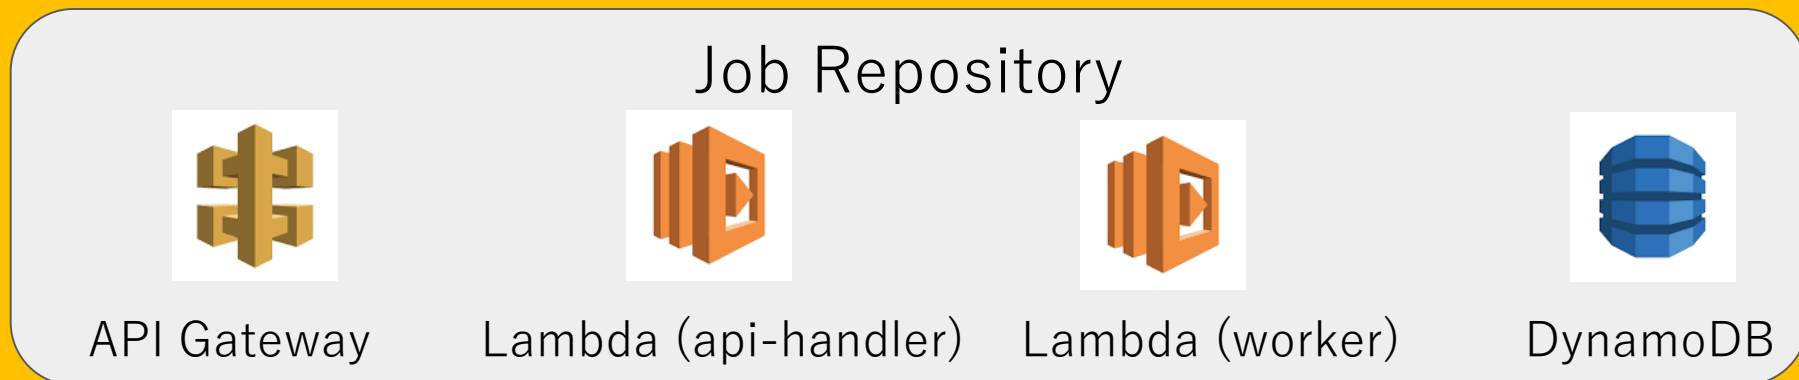 Job Repository
API Gateway
Lambda (api-handler)
Lambda (worker)
DynamoDB